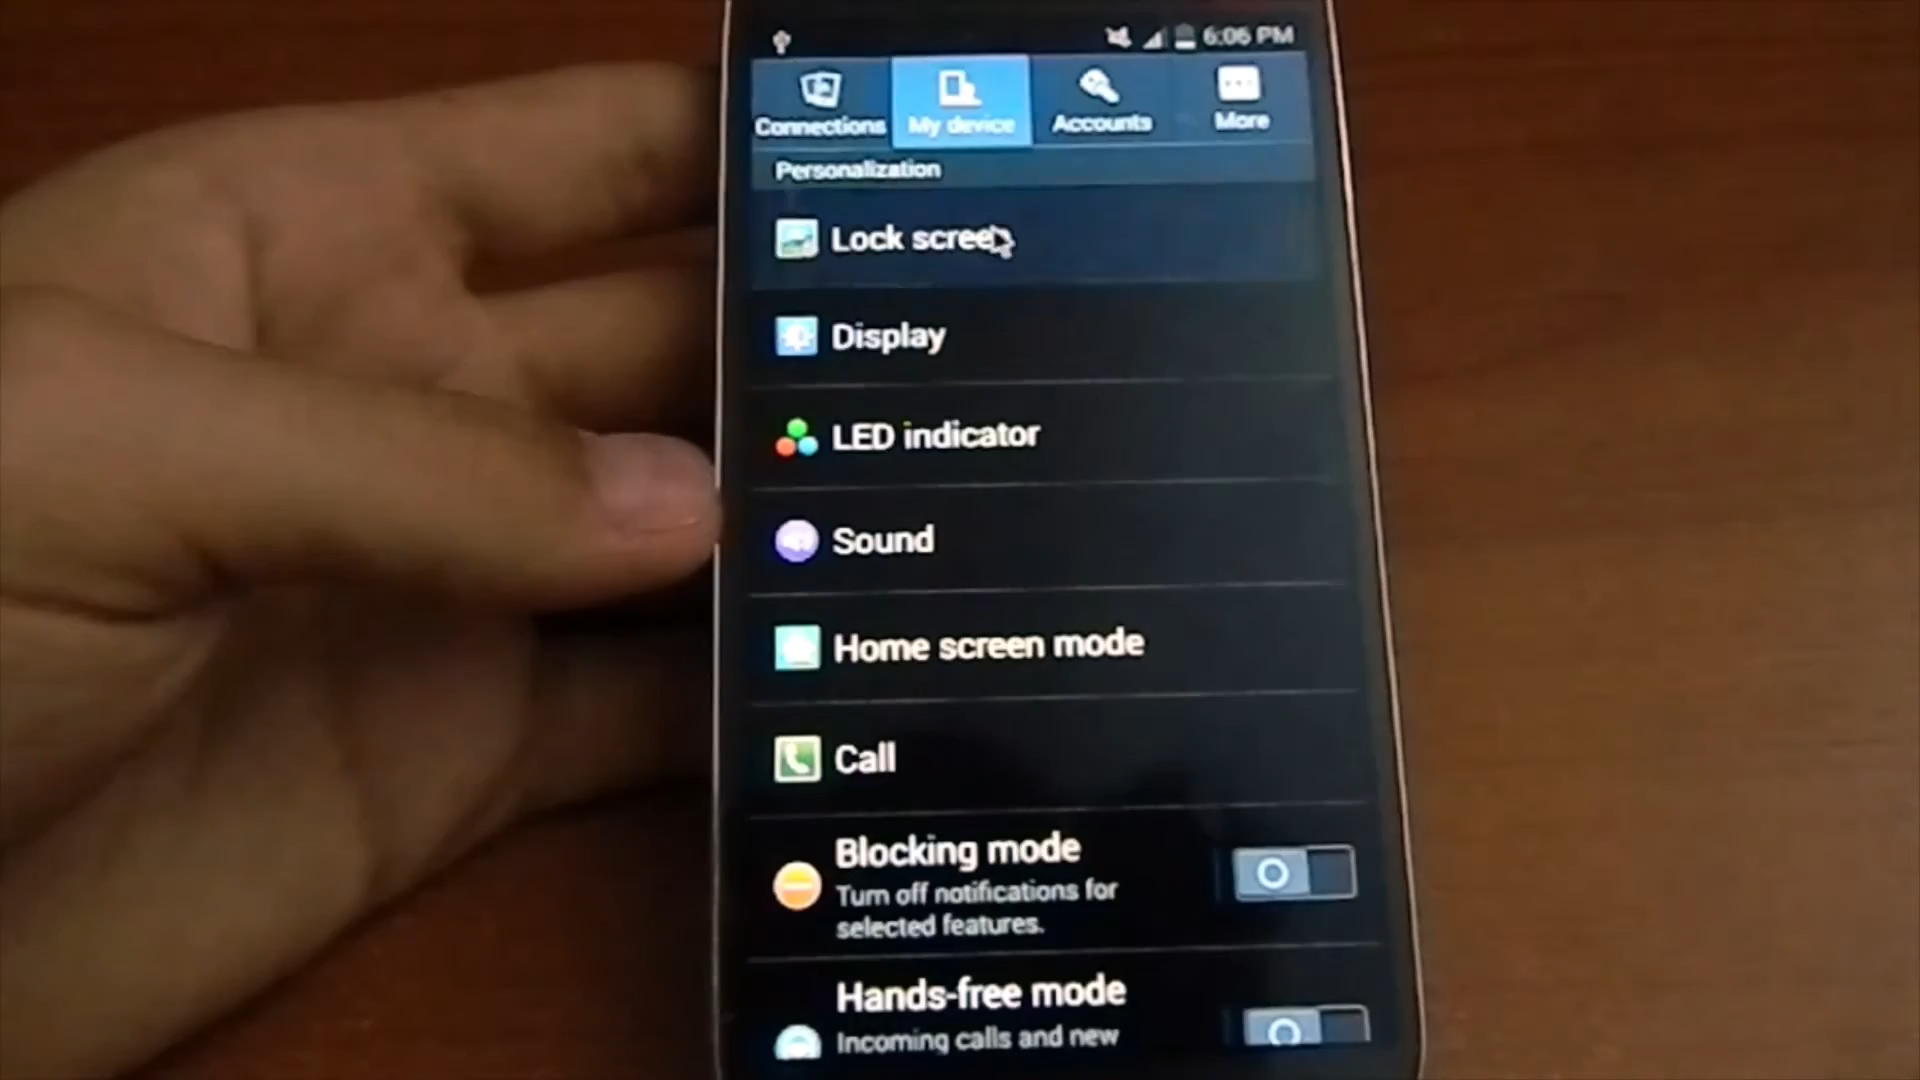 6:06 PM
Connections My device Accounts More
Personalization
Lock screen
Display
LED indicator
Sound
Home screen mode
Call
Blocking mode
Turn off notifications for
selected features.
Hands-free mode
Incoming calls and new